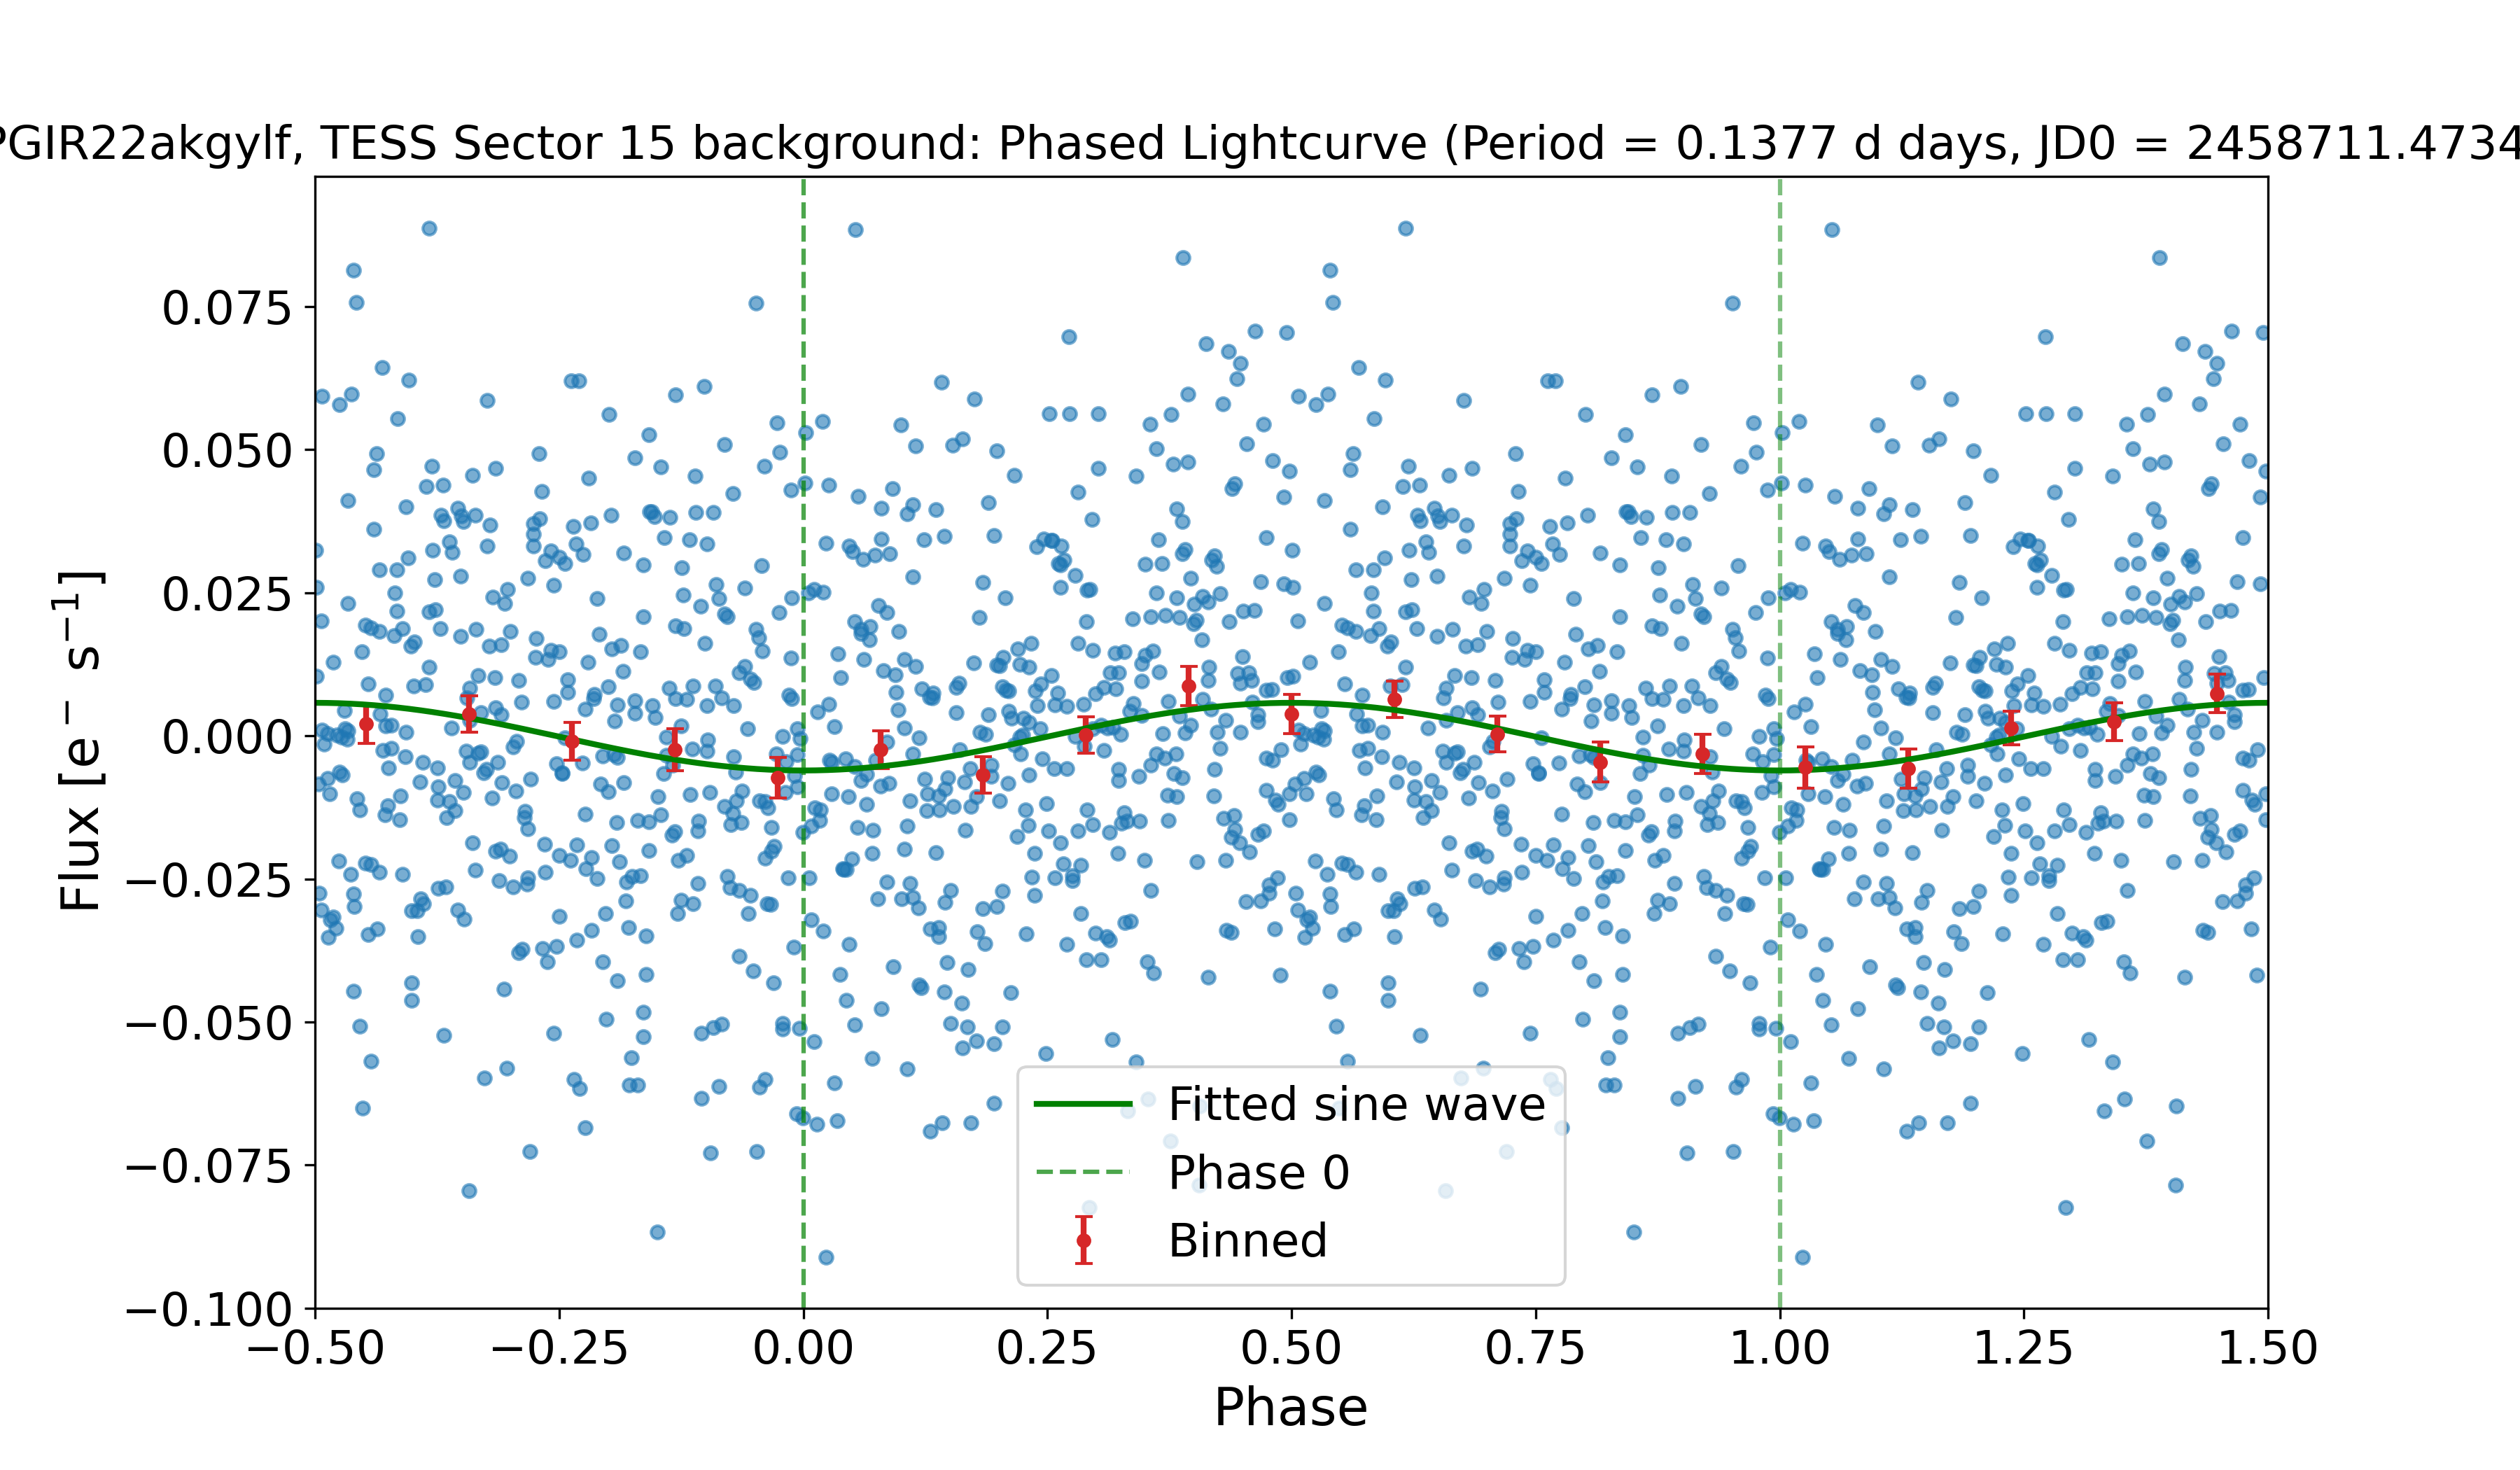 PGIR22akgylf, TESS Sector 15 background: Phased Lightcurve (Period = 0.1377 d days, JD0 = 2458711.4734
Flux [e⁻ s⁻¹]
0.075
0.050
0.025
0.000
−0.025
−0.050
−0.075
−0.100
Fitted sine wave
Phase 0
Binned
−0.50 −0.25 0.00 0.25 0.50 0.75 1.00 1.25 1.50
Phase